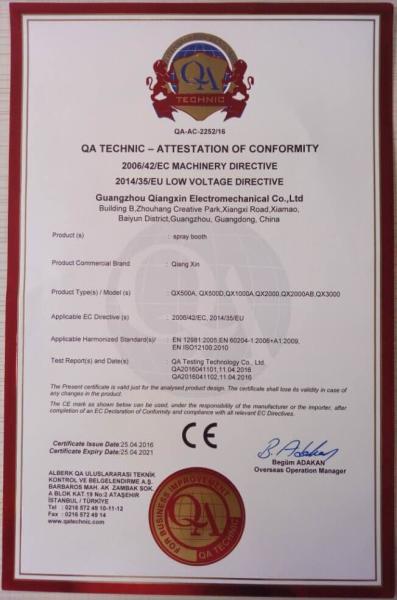 QA
TECHNIC
QA-AC-2252/16
QA TECHNIC – ATTESTATION OF CONFORMITY
2006/42/EC MACHINERY DIRECTIVE
2014/35/EU LOW VOLTAGE DIRECTIVE
Guangzhou Qiangxin Electromechanical Co.,Ltd
Building B,Zhouhang Creative Park,Xiangxi Road,Xiamao,
Baiyun District,Guangzhou, Guangdong, China
Product (s) : spray booth
Product Commercial Brand : Qiang Xin
Product Type(s) / Model (s) : QX500A, QX500D,QX1000A,QX2000,QX2000AB,QX3000
Applicable EC Directive (s) : 2006/42/EC, 2014/35/EU
Applicable Harmonized Standard(s) : EN 12981:2005,EN 60204-1:2006+A1:2009,
EN ISO12100:2010
Test Report(s) and Date(s) : QA Testing Technology Co., Ltd.
QA2016041101,11.04.2016
QA2016041102,11.04.2016
The Present certificate is valid just for the analysed product design. The certificate shall lose its validity in case of
any changes in the product.
The CE mark as shown below can be used, under the responsibility of the manufacturer or the importer, after
completion of an EC Declaration of Conformity and compliance with all relevant EC Directives.
CE
Certificate Issue Date:25.04.2016
Certificate Expiry Date:25.04.2021
B. Adakan
Begüm ADAKAN
Overseas Operation Manager
ALBERK QA ULUSLARARASI TEKNİK
KONTROL VE BELGELENDİRME A.Ş.
BARBAROS MAH. AK ZAMBAK SOK.
A BLOK KAT.19 No:2 ATAŞEHİR
İSTANBUL / TÜRKİYE
Tel : 0216 572 49 10-11-12
Fax : 0216 572 49 14
www.qatechnic.com
FOR BUSINESS IMPROVEMENT
QA
QA TECHNIC